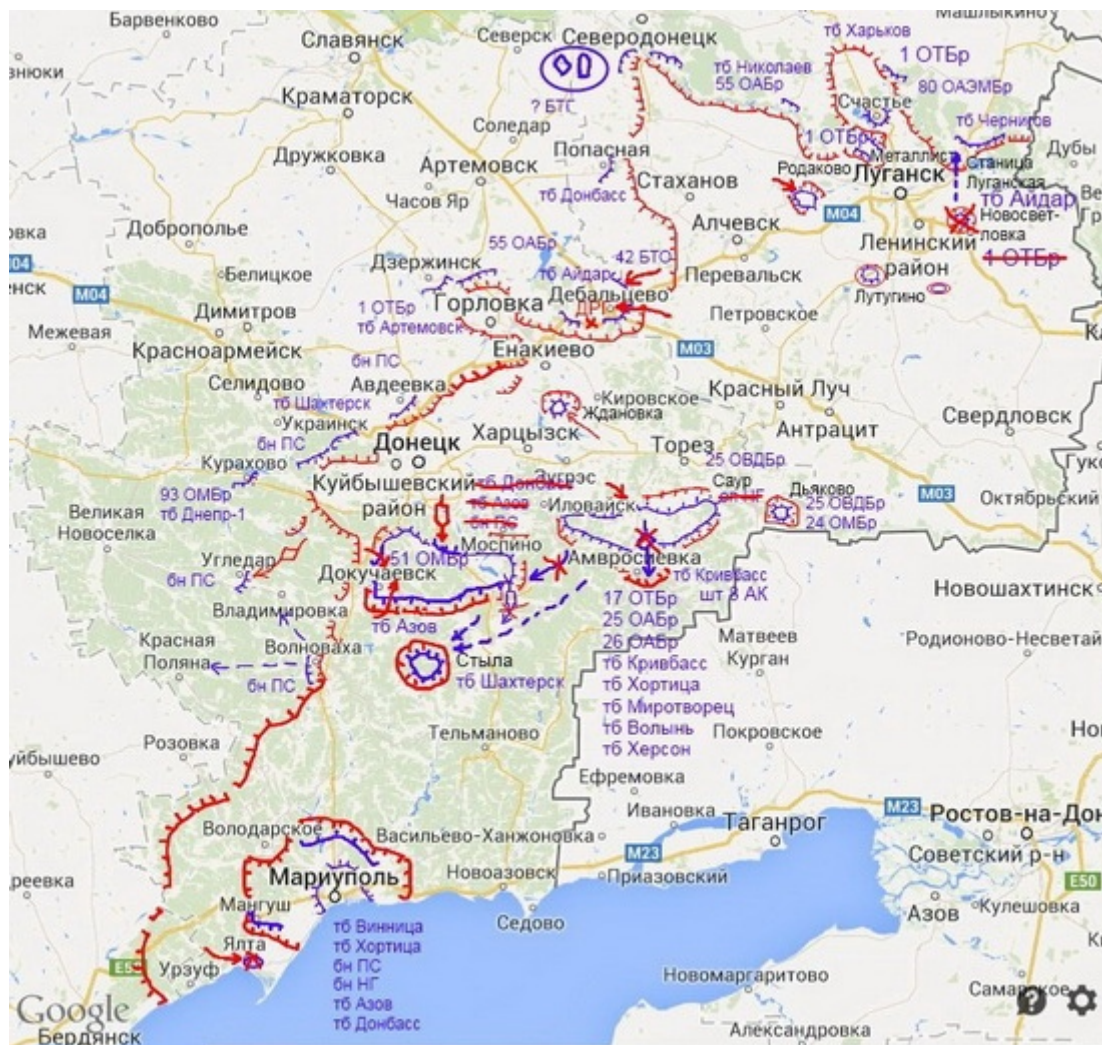 Барвенково
Машлыкино
Славянск
Северск
Северодонецк
тб Харьков
1 ОТБр
тб Николаев
55 ОАБр
80 ОАЭМБр
Краматорск
? БТГ
Счастье
Соледар
тб Чернигов
Дружковка
Попасная
1 ОТБр
Металлист
Дубы
Артемовск
Родаково
Луганск
Станица
Луганская
Часов Яр
тб Донбасс
Стаханов
тб Айдар
M04
Новосвет-
ловка
Доброполье
Алчевск
Ленинский
район
1 ОТБр
55 ОАБр
42 БТО
Дзержинск
тб Айдар
Перевальск
Белицкое
M04
Дебальцево
Лутугино
1 ОТБр
Горловка
ДРГ
Димитров
тб Артемовск
Петровское
Межевая
Красноармейск
Енакиево
M03
бн ПС
Селидово
Авдеевка
Кировское
Красный Луч
тб Шахтерск
Ждановка
Свердловск
Украинск
Антрацит
бн ПС
Донецк
Харцызск
Торез
Курахово
25 ОВДБр
Куйбышевский
район
тб Донбасс
Зугрэс
Саур
93 ОМБр
тб Азов
Иловайск
Дьяково
M03
Октябрьский
тб Днепр-1
бн ПС
25 ОВДБр
24 ОМБр
Великая
Новоселка
Моспино
Угледар
51 ОМБр
Амвросиевка
Докучаевск
тб Кривбасс
шт 8 АК
Новошахтинск
бн ПС
17 ОТБр
Владимировка
25 ОАБр
тб Азов
26 ОАБр
Матвеев
Курган
Родионово-Несветай
Красная
Поляна
Волноваха
тб Кривбасс
Стыла
тб Хортица
бн ПС
тб Шахтерск
тб Миротворец
тб Волынь
Покровское
Тельманово
тб Херсон
Розовка
уйбышево
Ефремовка
M23
Ивановка
Ростов-на-Дон
Таганрог
Володарское
Васильево-Ханжоновка
M23
Советский р-н
Мариуполь
Новоазовск
Приазовский
E50
Мангуш
Седово
Азов
Кулешовка
тб Винница
Ялта
тб Хортица
Урзуф
бн ПС
Новомаргаритово
бн НГ
Google
тб Азов
тб Донбасс
Бердянск
Александровка